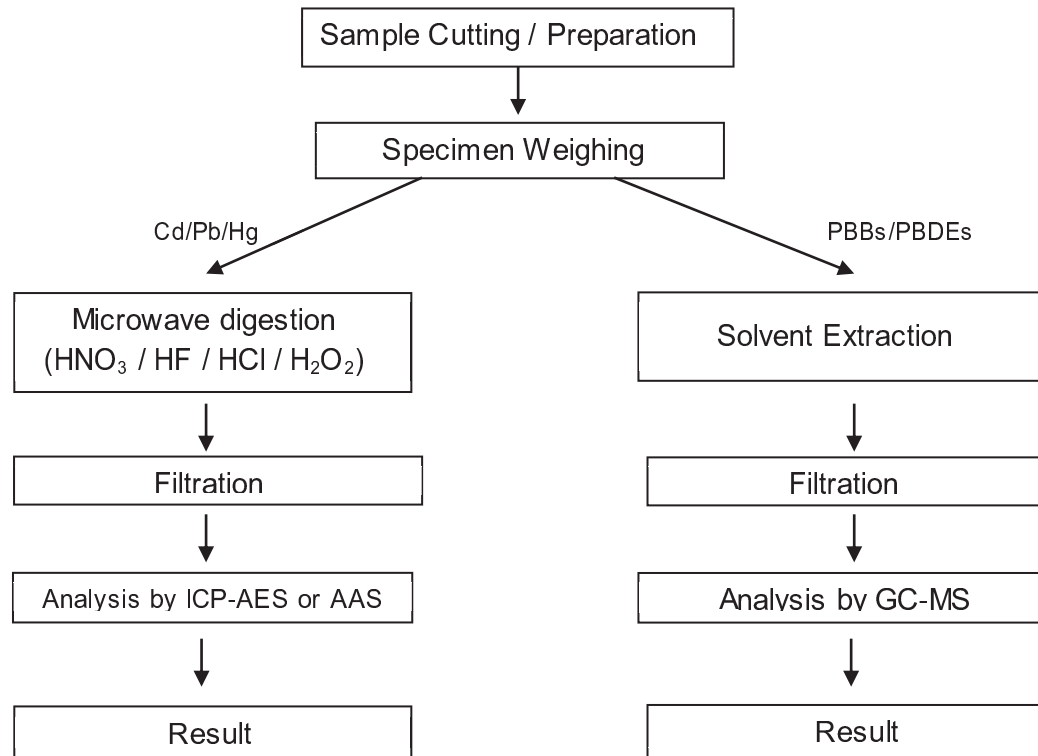 Sample Cutting / Preparation
Specimen Weighing
Cd/Pb/Hg
PBBs/PBDEs
Microwave digestion
(HNO₃ / HF / HCl / H₂O₂)
Solvent Extraction
Filtration
Filtration
Analysis by ICP-AES or AAS
Analysis by GC-MS
Result
Result